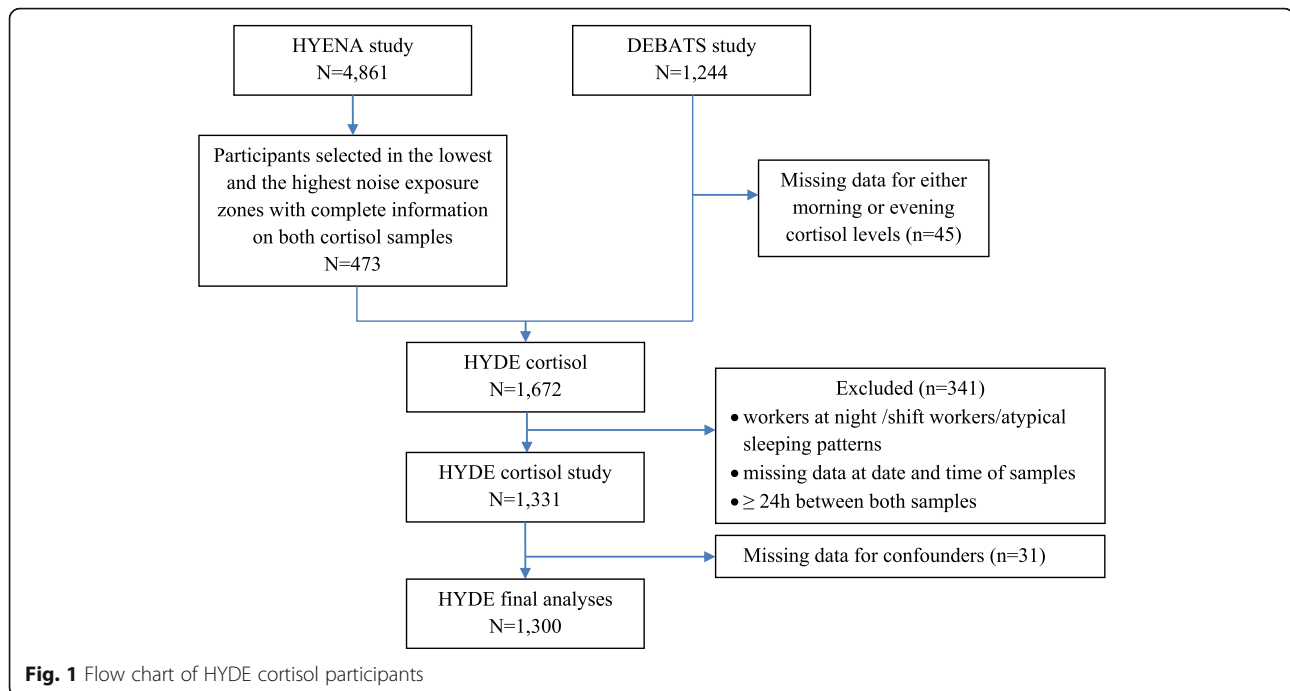 HYENA study
N=4,861
DEBATS study
N=1,244
Participants selected in the lowest
and the highest noise exposure
zones with complete information
on both cortisol samples
N=473
Missing data for either
morning or evening
cortisol levels (n=45)
HYDE cortisol
N=1,672
Excluded (n=341)
• workers at night /shift workers/atypical
sleeping patterns
• missing data at date and time of samples
• ≥ 24h between both samples
HYDE cortisol study
N=1,331
Missing data for confounders (n=31)
HYDE final analyses
N=1,300
Fig. 1 Flow chart of HYDE cortisol participants